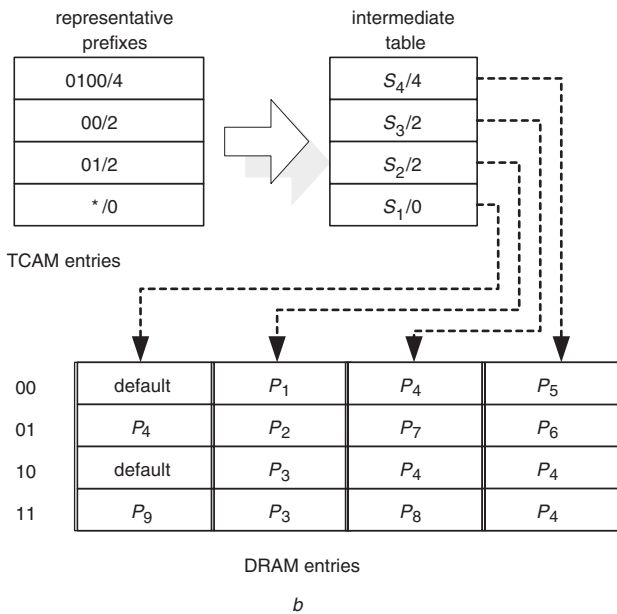 representative
prefixes
intermediate
table
0100/4
00/2
01/2
*/0
S4/4
S3/2
S2/2
S1/0
TCAM entries
00 default P1 P4 P5
01 P4 P2 P7 P6
10 default P3 P4 P4
11 P9 P3 P8 P4
DRAM entries
b